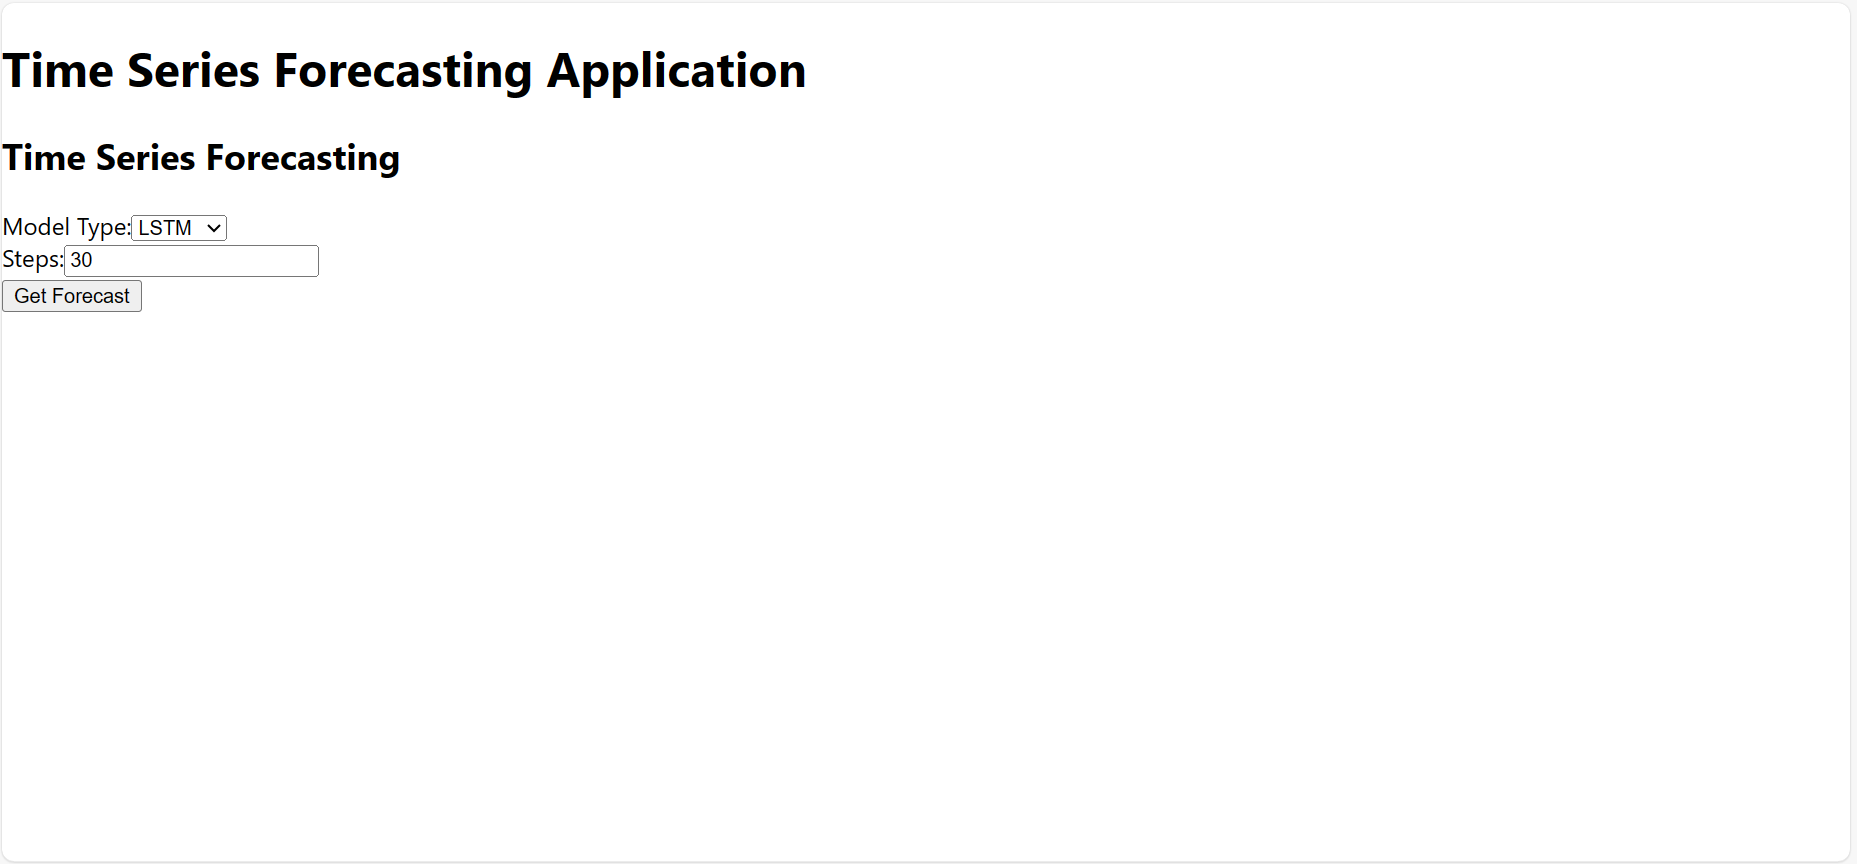 Time Series Forecasting Application
Time Series Forecasting
Model Type: LSTM
Steps: 30
Get Forecast